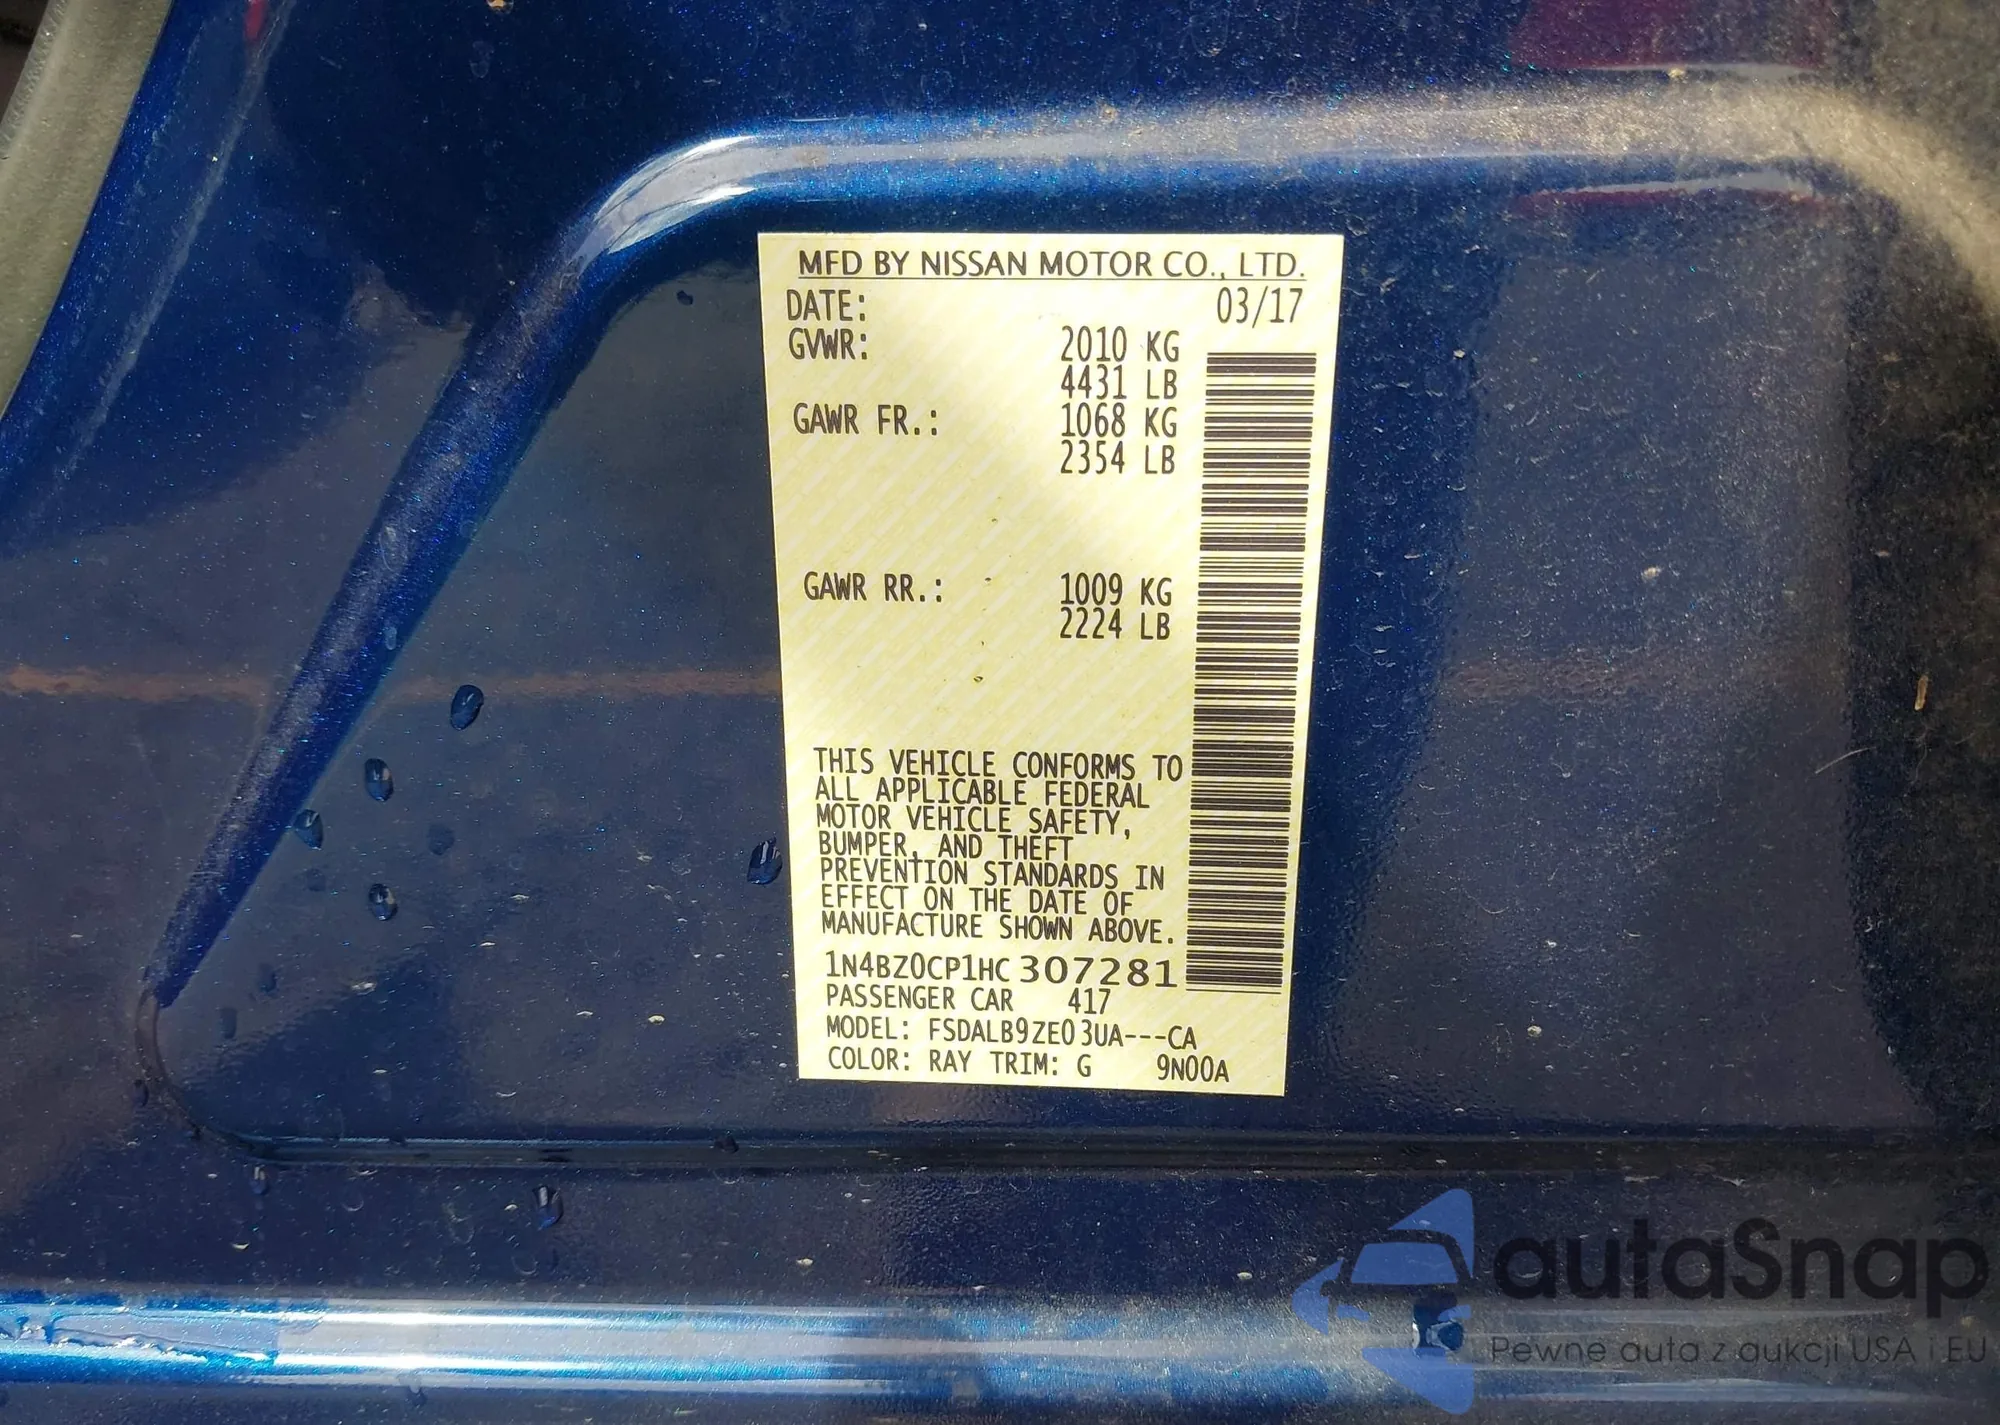 MFD BY NISSAN MOTOR CO., LTD.
DATE: 03/17
GVWR: 2010 KG
4431 LB
GAWR FR.: 1068 KG
2354 LB
GAWR RR.: 1009 KG
2224 LB
THIS VEHICLE CONFORMS TO
ALL APPLICABLE FEDERAL
MOTOR VEHICLE SAFETY,
BUMPER, AND THEFT
PREVENTION STANDARDS IN
EFFECT ON THE DATE OF
MANUFACTURE SHOWN ABOVE.
1N4BZ0CP1HC 307281
PASSENGER CAR 417
MODEL: FSDALB9ZE03UA---CA
COLOR: RAY TRIM: G 9N00A
autaSnap
Pewne auta z aukcji USA i EU